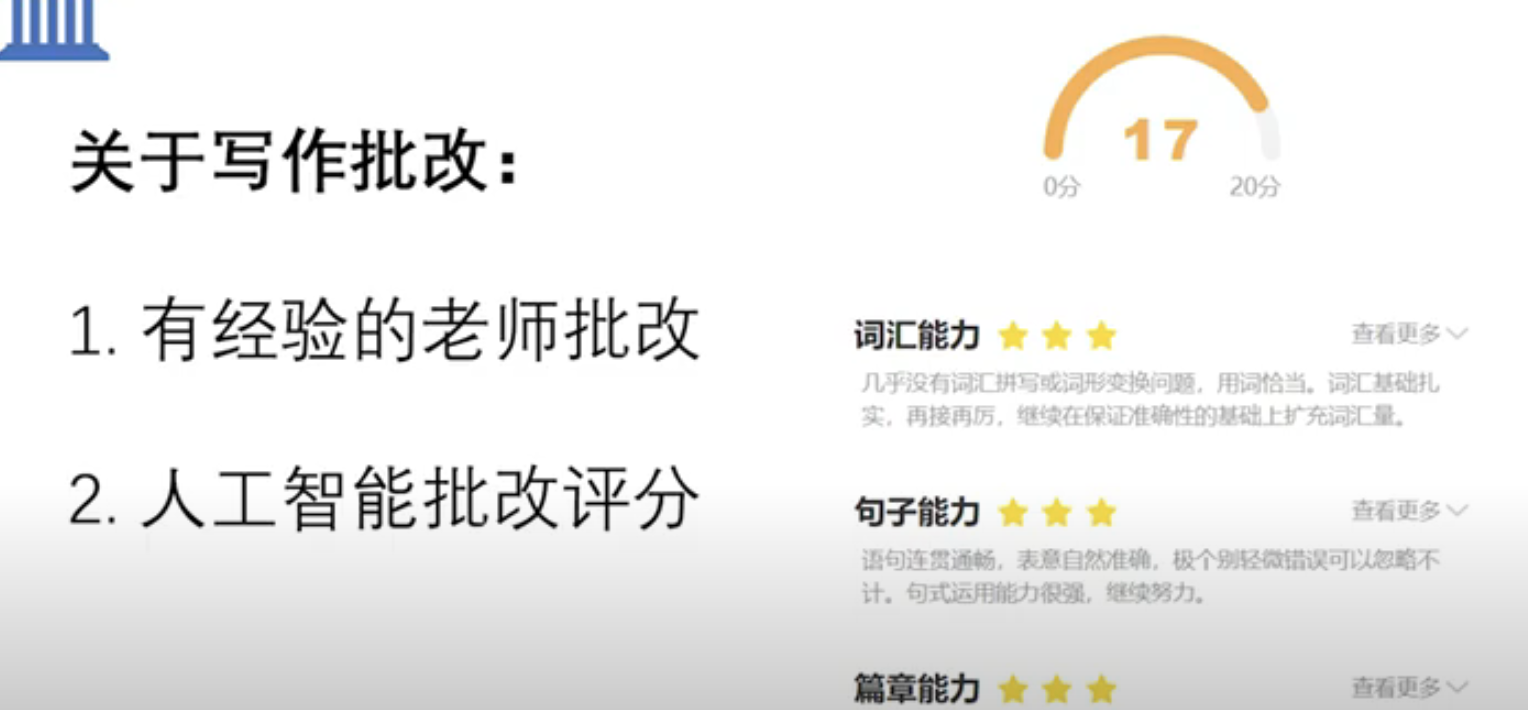 关于写作批改：
1. 有经验的老师批改
2. 人工智能批改评分
17
0分 20分
词汇能力 查看更多
几乎没有词汇拼写或词形变换问题，用词恰当。词汇基础扎
实，再接再厉，继续在保证准确性的基础上扩充词汇量。
句子能力 查看更多
语句连贯通畅，表意自然准确，极个别轻微错误可以忽略不
计。句式运用能力很强，继续努力。
篇章能力 查看更多